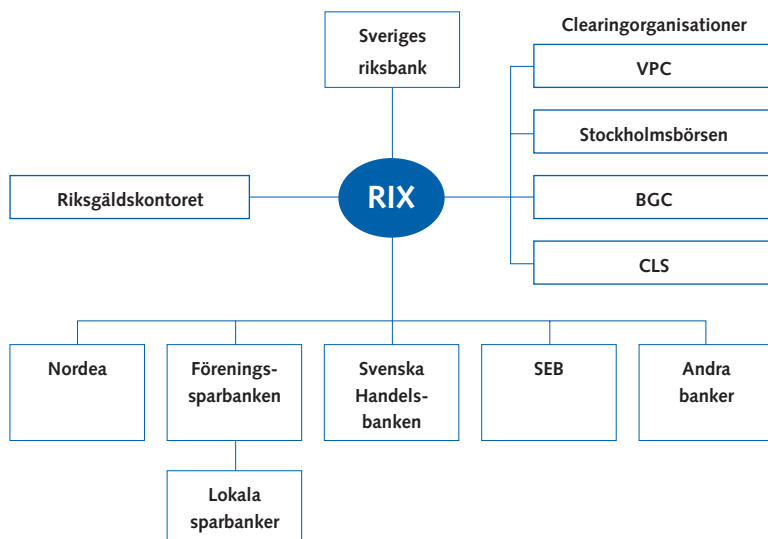 Sveriges
riksbank
Clearingorganisationer
VPC
Stockholmsbörsen
Riksgäldskontoret
RIX
BGC
CLS
Nordea
Förenings-
sparbanken
Svenska
Handels-
banken
SEB
Andra
banker
Lokala
sparbanker